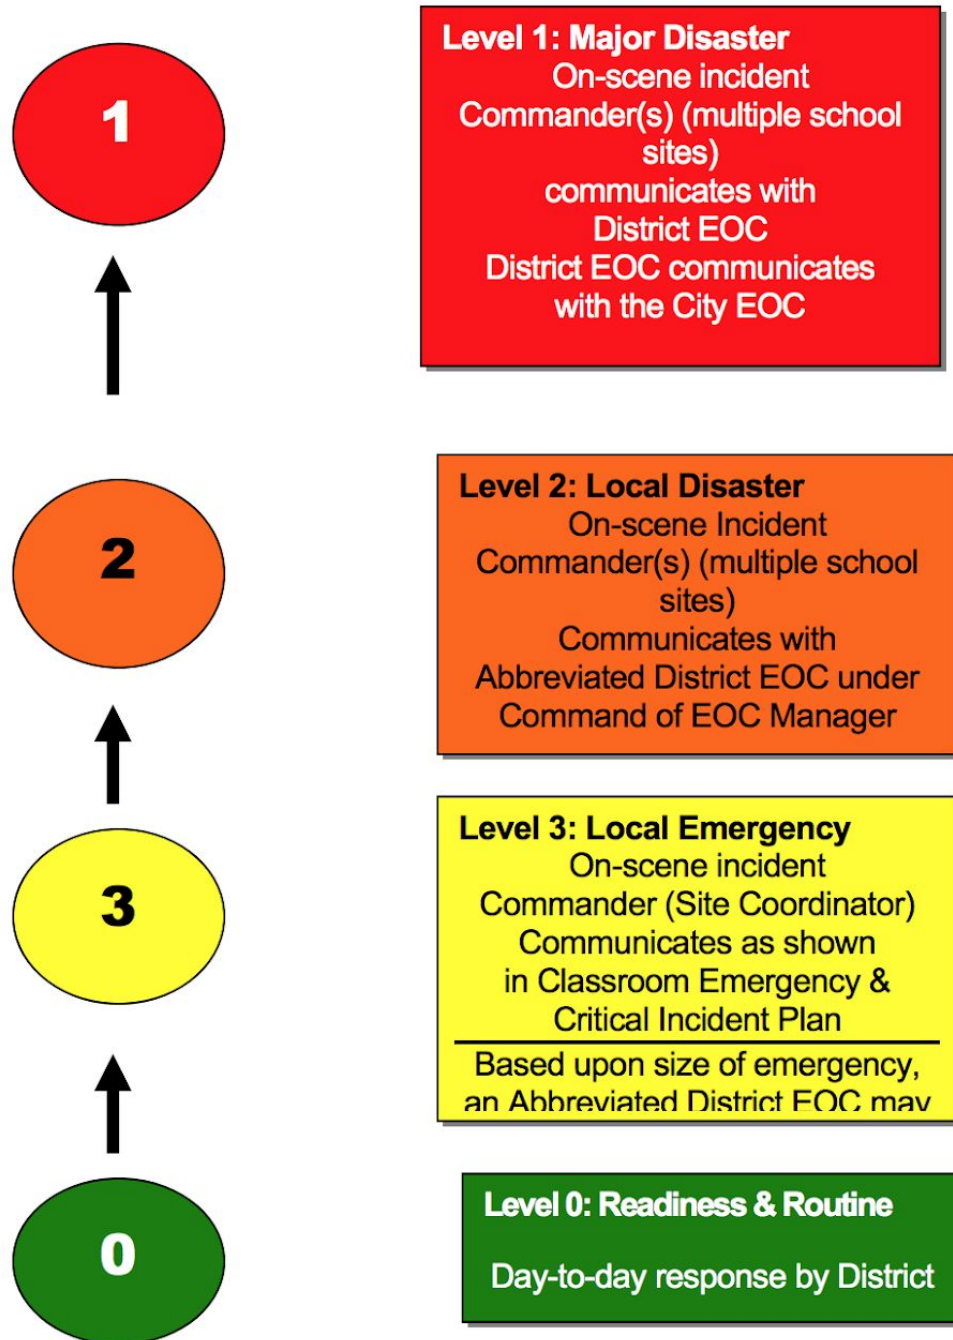 1
Level 1: Major Disaster
On-scene incident
Commander(s) (multiple school
sites)
communicates with
District EOC
District EOC communicates
with the City EOC
2
Level 2: Local Disaster
On-scene Incident
Commander(s) (multiple school
sites)
Communicates with
Abbreviated District EOC under
Command of EOC Manager
3
Level 3: Local Emergency
On-scene incident
Commander (Site Coordinator)
Communicates as shown
in Classroom Emergency &
Critical Incident Plan
Based upon size of emergency,
an Abbreviated District EOC may
0
Level 0: Readiness & Routine
Day-to-day response by District